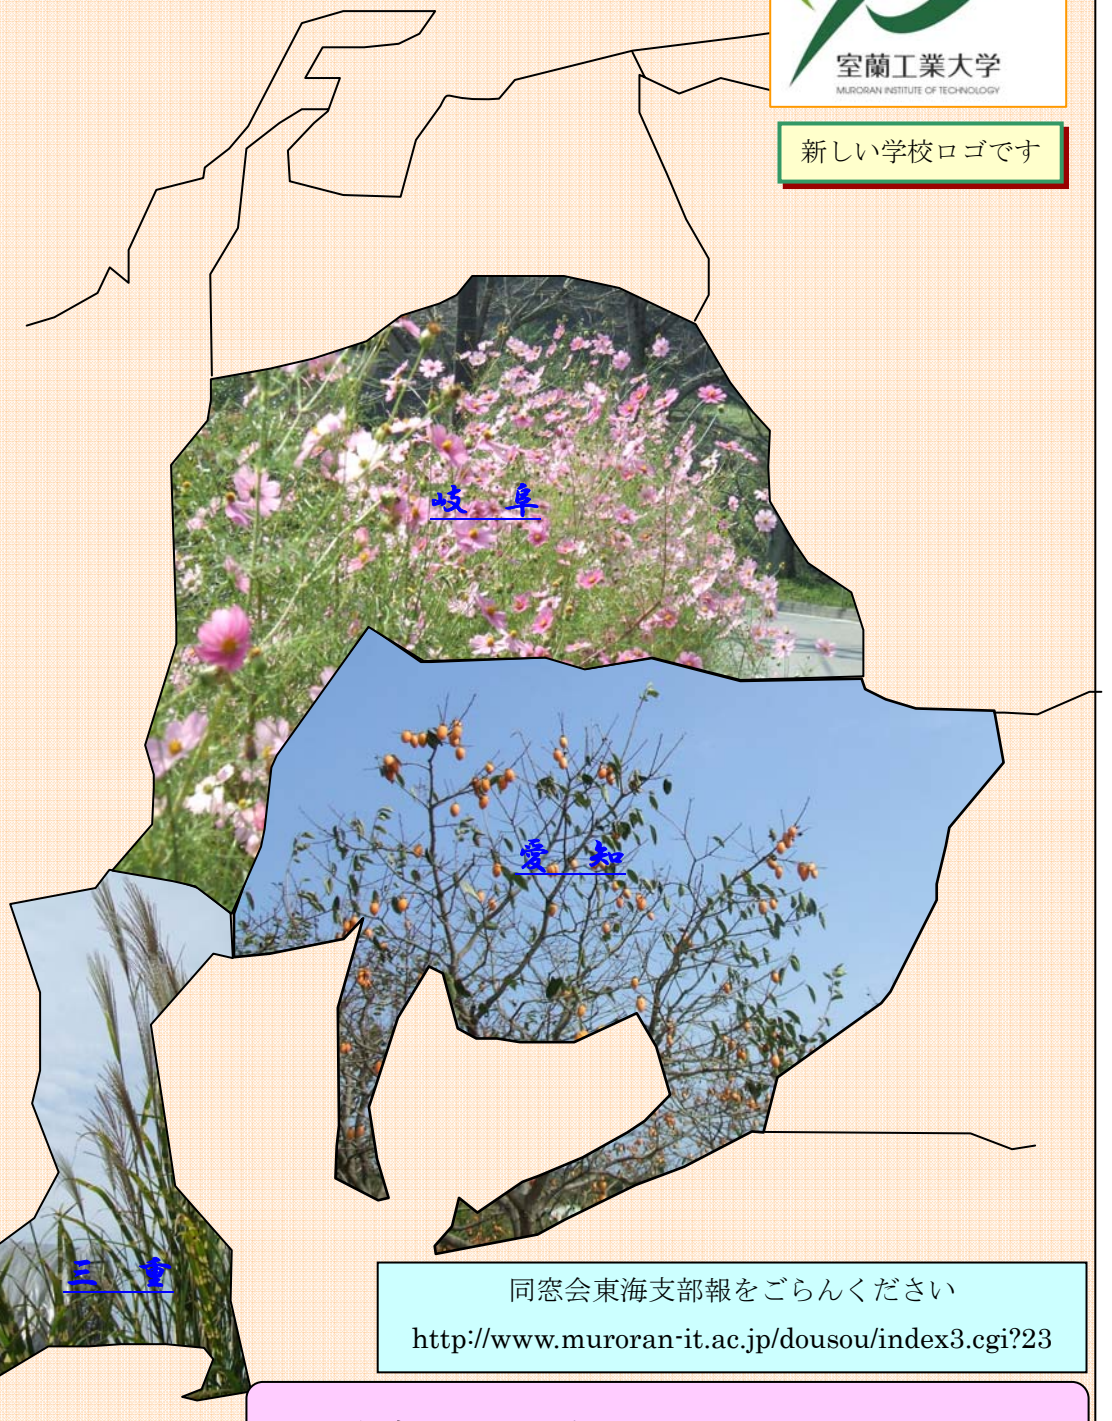 室蘭工業大学
MURORAN INSTITUTE OF TECHNOLOGY
新しい学校ロゴです
岐 阜
愛 知
三 重
同窓会東海支部報をごらんください
http://www.muroran-it.ac.jp/dousou/index3.cgi?23